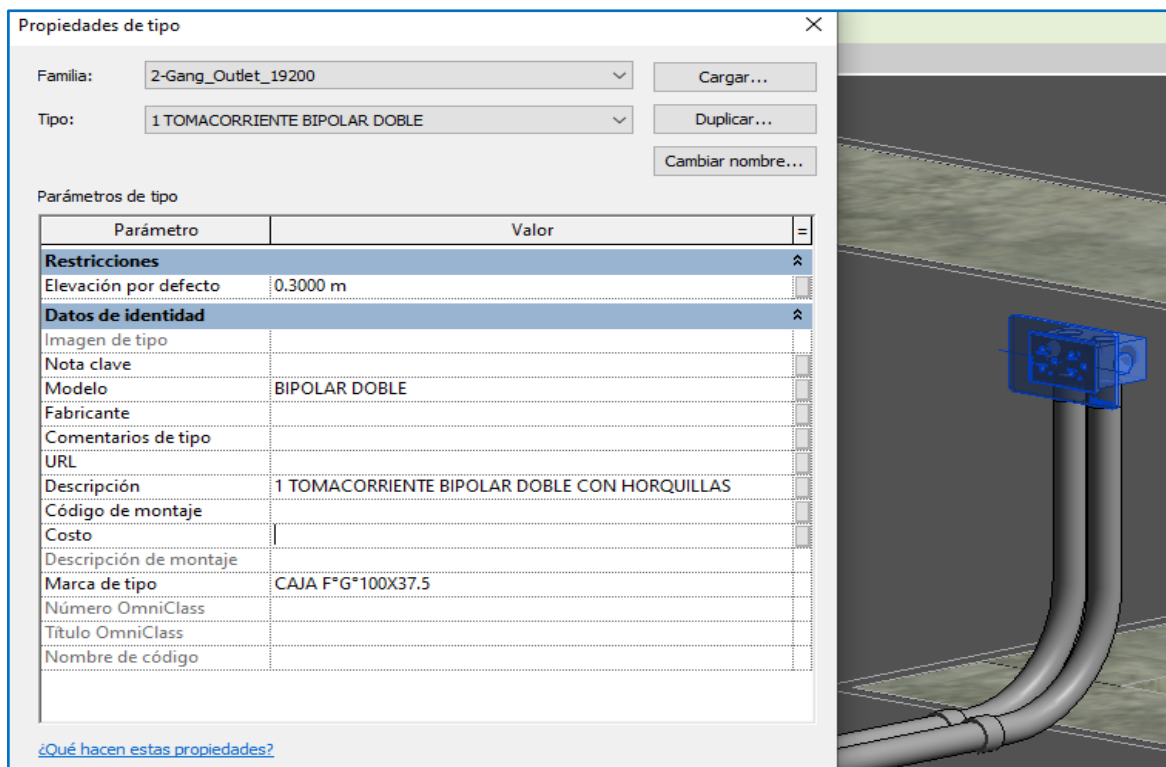 Propiedades de tipo
Familia: 2-Gang_Outlet_19200 Cargar...
Tipo: 1 TOMACORRIENTE BIPOLAR DOBLE Duplicar...
Cambiar nombre...
Parámetros de tipo
Parámetro Valor =
Restricciones
Elevación por defecto 0.3000 m
Datos de identidad
Imagen de tipo
Nota clave
Modelo BIPOLAR DOBLE
Fabricante
Comentarios de tipo
URL
Descripción 1 TOMACORRIENTE BIPOLAR DOBLE CON HORQUILLAS
Código de montaje
Costo
Descripción de montaje
Marca de tipo CAJA F°G°100X37.5
Número OmniClass
Título OmniClass
Nombre de código
¿Qué hacen estas propiedades?